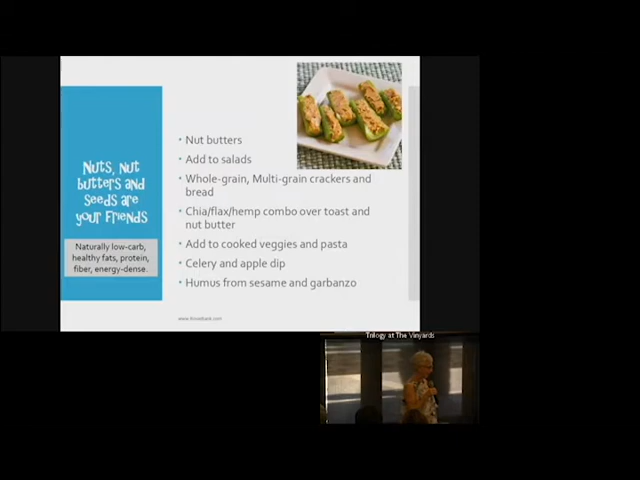 Nuts, Nut
butters and
Seeds are
your Friends
Naturally low-carb,
healthy fats, protein,
fiber, energy-dense.
• Nut butters
• Add to salads
• Whole-grain, Multi-grain crackers and
bread
• Chia/flax/hemp combo over toast and
nut butter
• Add to cooked veggies and pasta
• Celery and apple dip
• Humus from sesame and garbanzo
Trilogy at The Vinyards